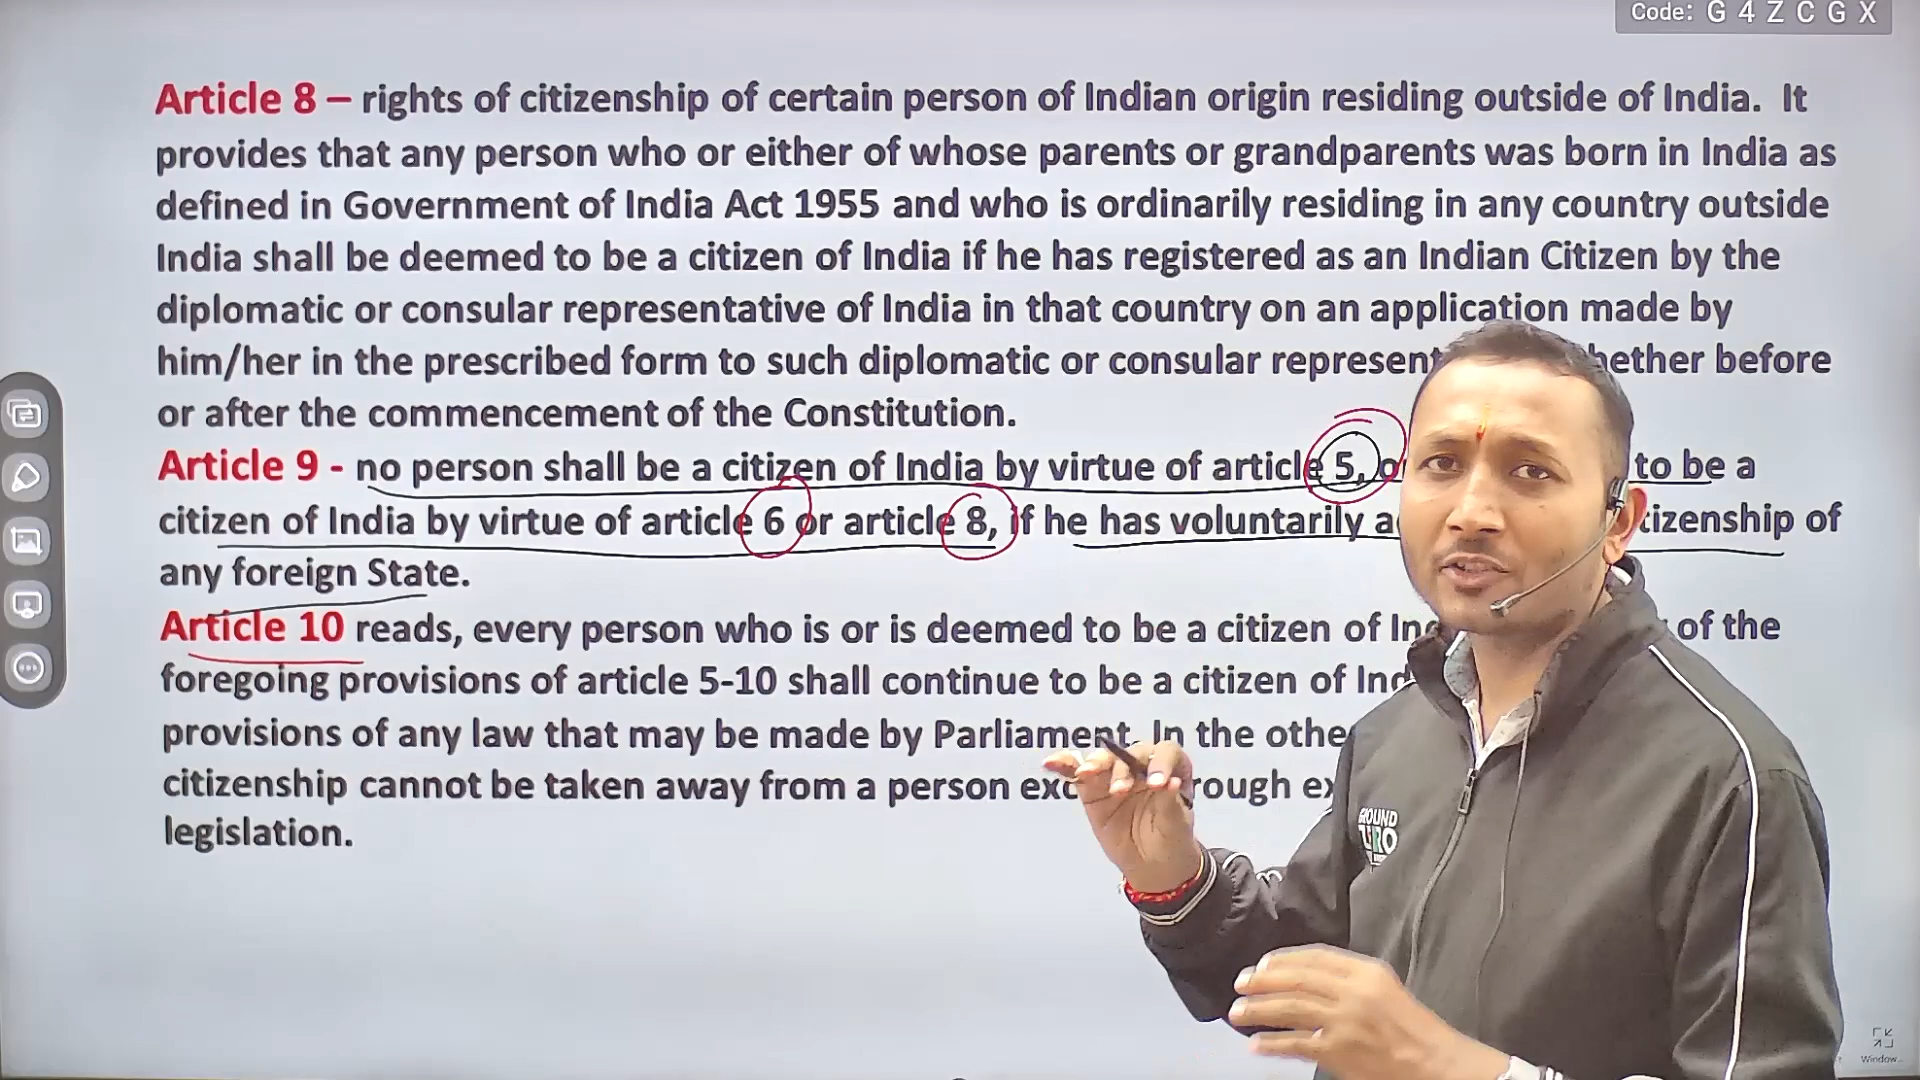 Code: G 4 Z C G X
Article 8 – rights of citizenship of certain person of Indian origin residing outside of India. It
provides that any person who or either of whose parents or grandparents was born in India as
defined in Government of India Act 1955 and who is ordinarily residing in any country outside
India shall be deemed to be a citizen of India if he has registered as an Indian Citizen by the
diplomatic or consular representative of India in that country on an application made by
him/her in the prescribed form to such diplomatic or consular represent hether before
or after the commencement of the Constitution.
Article 9 - no person shall be a citizen of India by virtue of article 5, to be a
citizen of India by virtue of article 6 or article 8, if he has voluntarily a tizenship of
any foreign State.
Article 10 reads, every person who is or is deemed to be a citizen of Ind of the
foregoing provisions of article 5-10 shall continue to be a citizen of Ind
provisions of any law that may be made by Parliament. In the othe
citizenship cannot be taken away from a person exc rough ex
legislation.
GROUND
ZERO
Window...